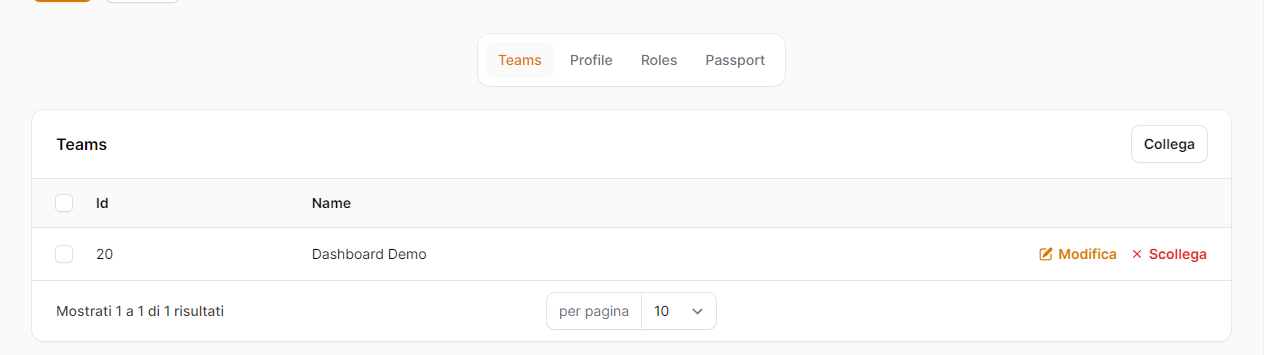 Teams Profile Roles Passport
Teams Collega
Id Name
20 Dashboard Demo Modifica Scollega
Mostrati 1 a 1 di 1 risultati per pagina 10